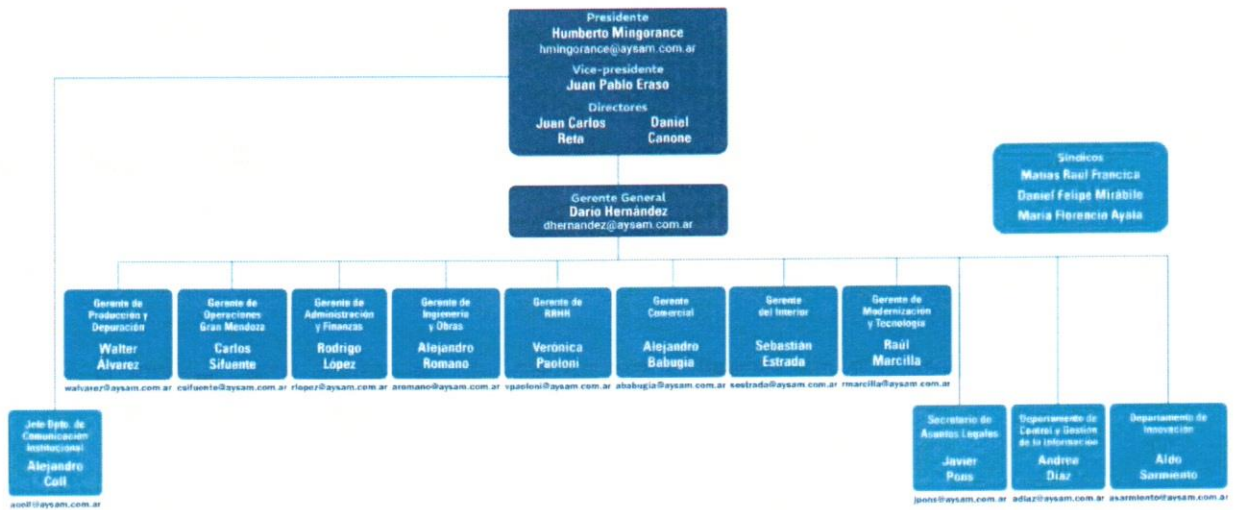 Presidente
Humberto Mingorance
hmingorance@aysam.com.ar
Vice-presidente
Juan Pablo Eraso
Directores
Juan Carlos Reta
Daniel Canone
Síndicos
Matías Raúl Francica
Daniel Felipe Mirábile
María Florencio Ayala
Gerente General
Darío Hernández
dhernandez@aysam.com.ar
Gerente de
Producción y
Depuración
Walter
Álvarez
walvarez@aysam.com.ar
Gerente de
Operaciones
Gran Mendoza
Carlos
Sifuente
csifuente@aysam.com.ar
Gerente de
Administración
y Finanzas
Rodrigo
López
rlopez@aysam.com.ar
Gerente de
Ingienería
y Obras
Alejandro
Romano
aromano@aysam.com.ar
Gerente de
RRHH
Verónica
Paoloni
vpaoloni@aysam.com.ar
Gerente
Comercial
Alejandro
Babugia
ababugia@aysam.com.ar
Gerente
del Interior
Sebastián
Estrada
sestrada@aysam.com.ar
Gerente de
Modernización
y Tecnología
Raúl
Marcilla
rmarcilla@aysam.com.ar
Jefe Dpto. de
Comunicación
Institucional
Alejandro
Coll
acoll@aysam.com.ar
Secretario de
Asuntos Legales
Javier
Pons
jpons@aysam.com.ar
Departamento de
Control y Gestión
de la Información
Andrea
Díaz
adiaz@aysam.com.ar
Departamento de
Innovación
Aldo
Sarmiento
asarmiento@aysam.com.ar